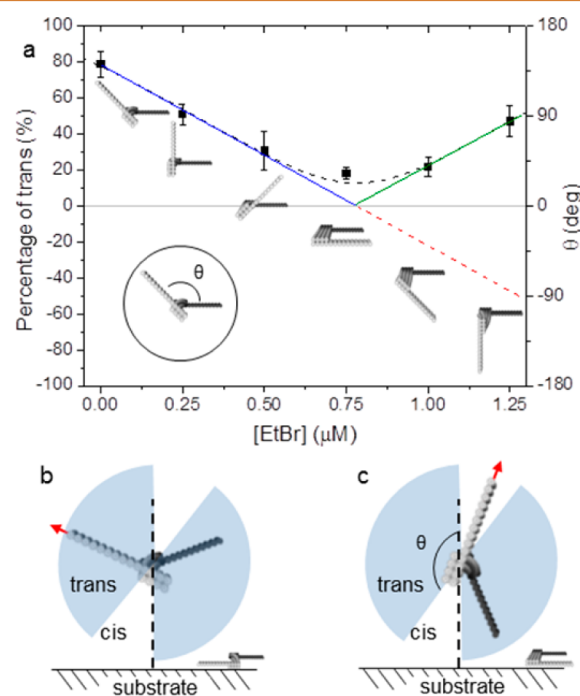 a
Percentage of trans (%)
100
80
60
40
20
0
-20
-40
-60
-80
-100
180
90
0
-90
-180
θ (deg)
θ
0.00 0.25 0.50 0.75 1.00 1.25
[EtBr] (μM)
b
trans
cis
substrate
c
θ
trans
cis
substrate